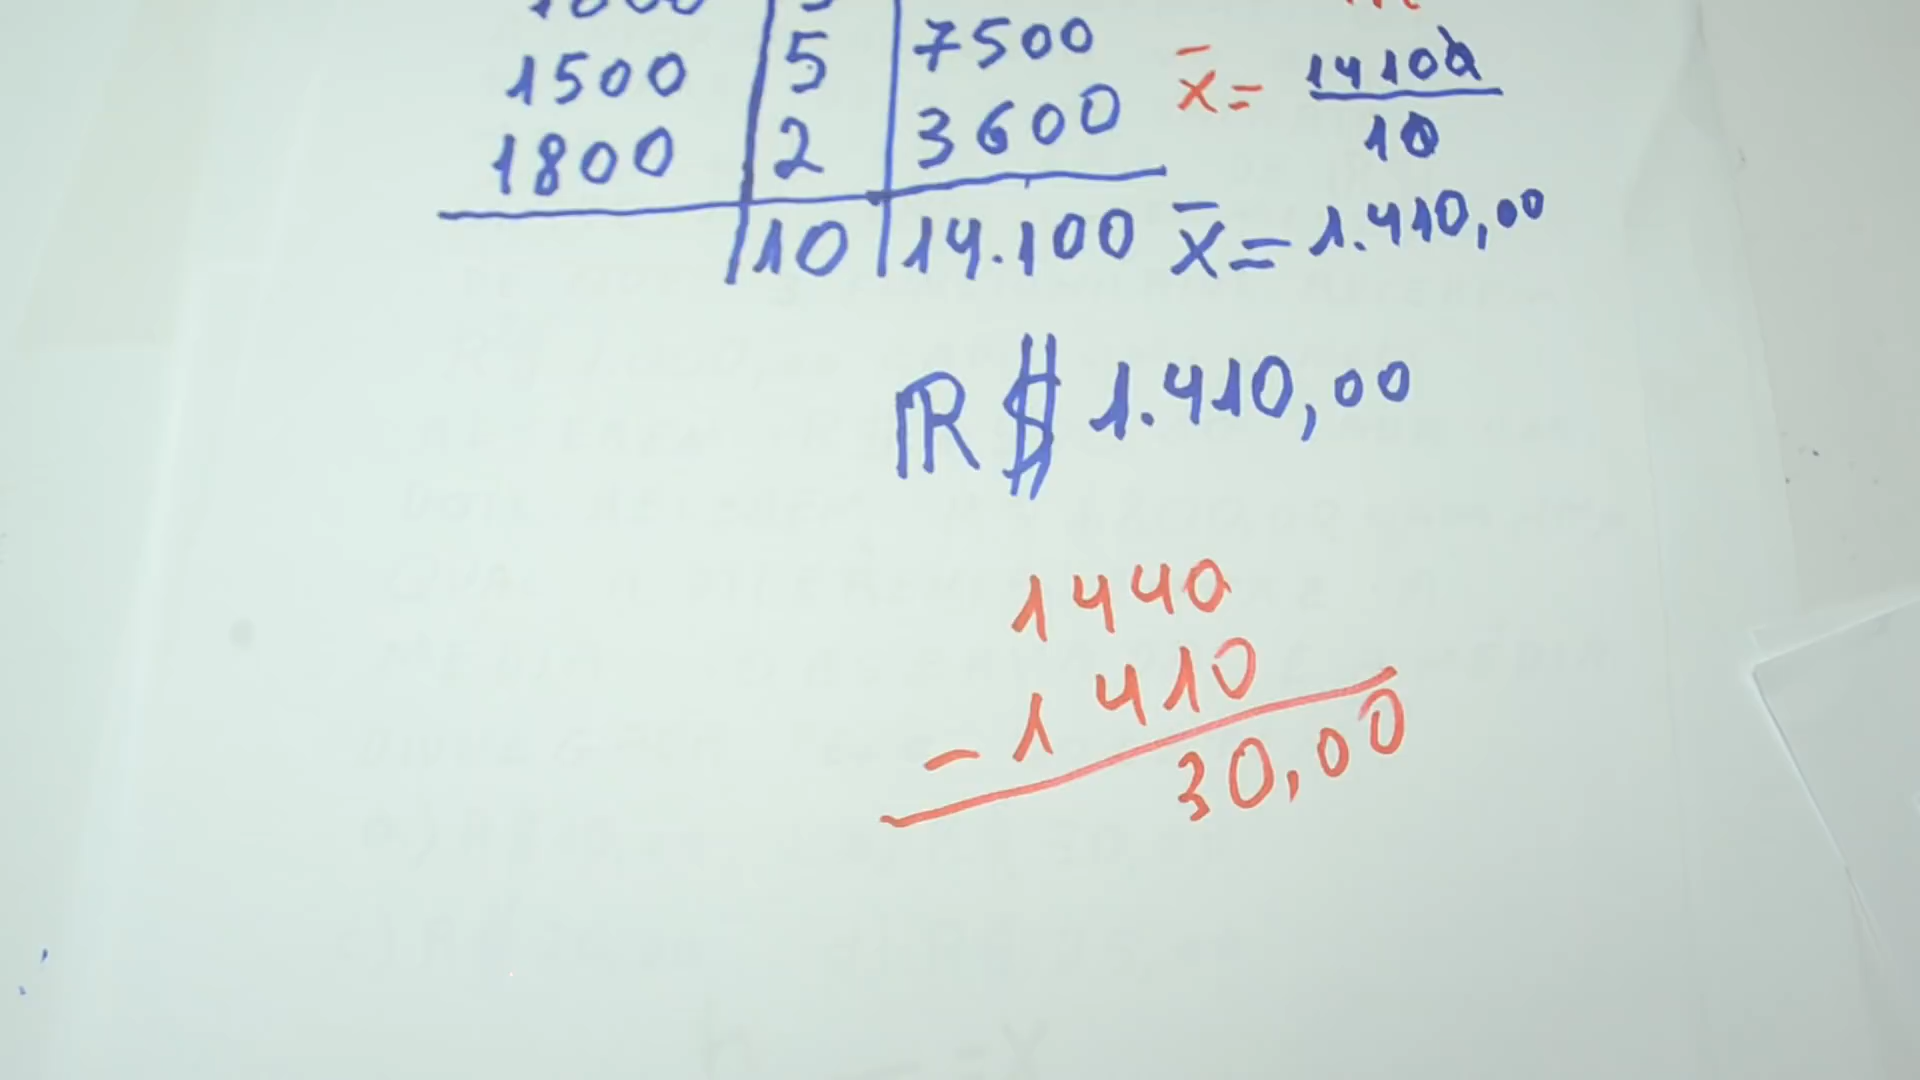 1500 5 7500
1800 2 3600
10 14.100
x̄ = 14100/10
x̄ = 1.410,00
R$ 1.410,00
1440
- 1410
30,00